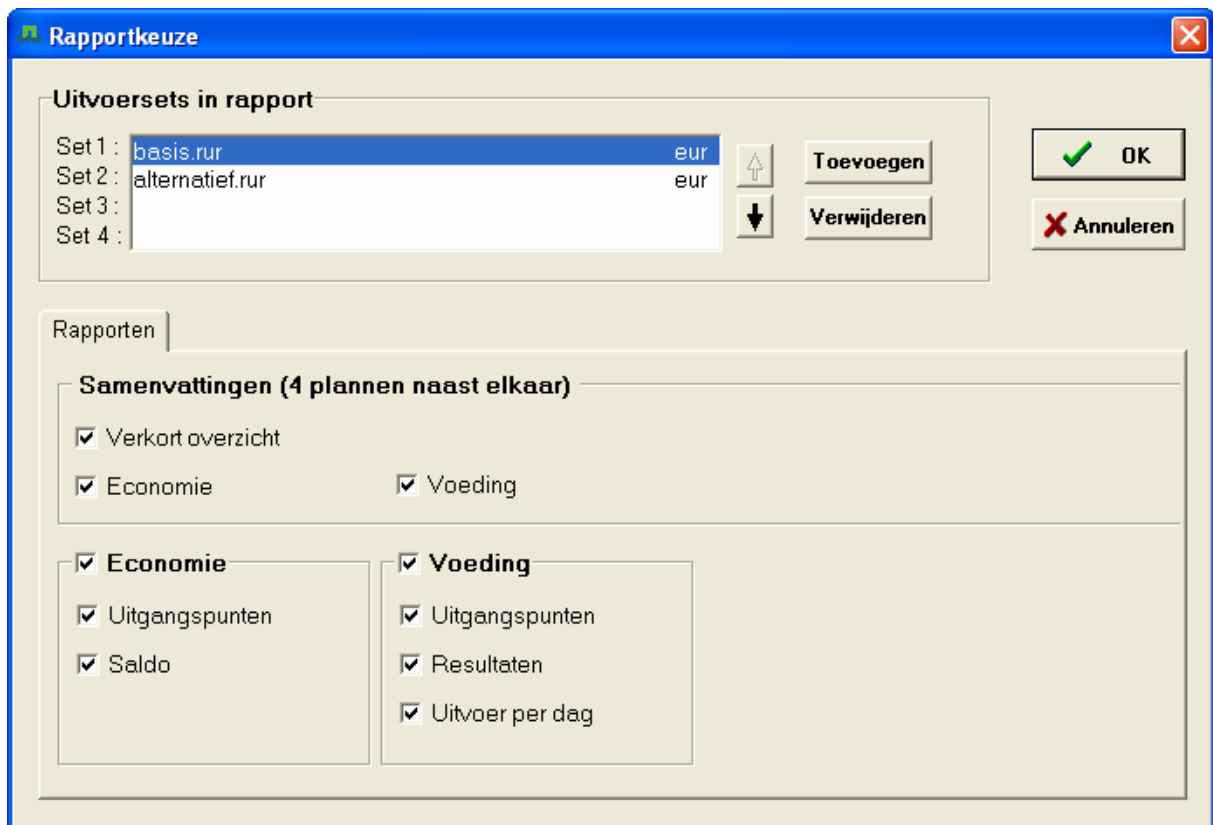 Rapportkeuze
Uitvoersets in rapport
Set 1 : basis.rur eur
Set 2 : alternatief.rur eur
Set 3 :
Set 4 :
Toevoegen
Verwijderen
OK
Annuleren
Rapporten
Samenvattingen (4 plannen naast elkaar)
Verkort overzicht
Economie Voeding
Economie
Uitgangspunten
Saldo
Voeding
Uitgangspunten
Resultaten
Uitvoer per dag